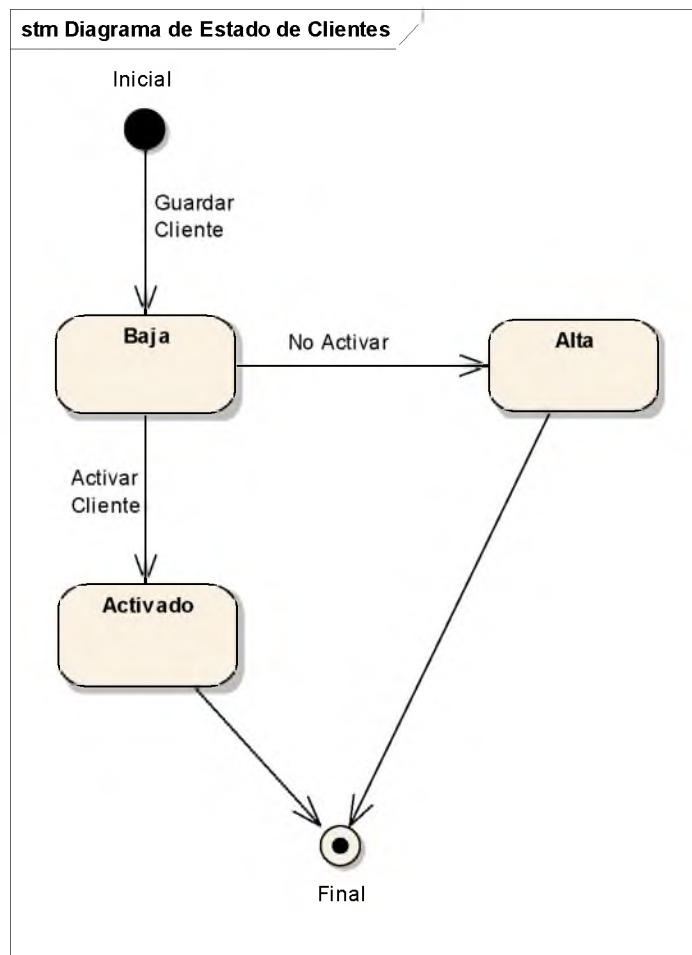 stm Diagrama de Estado de Clientes
Inicial
Guardar
Cliente
Baja
No Activar
Alta
Activar
Cliente
Activado
Final